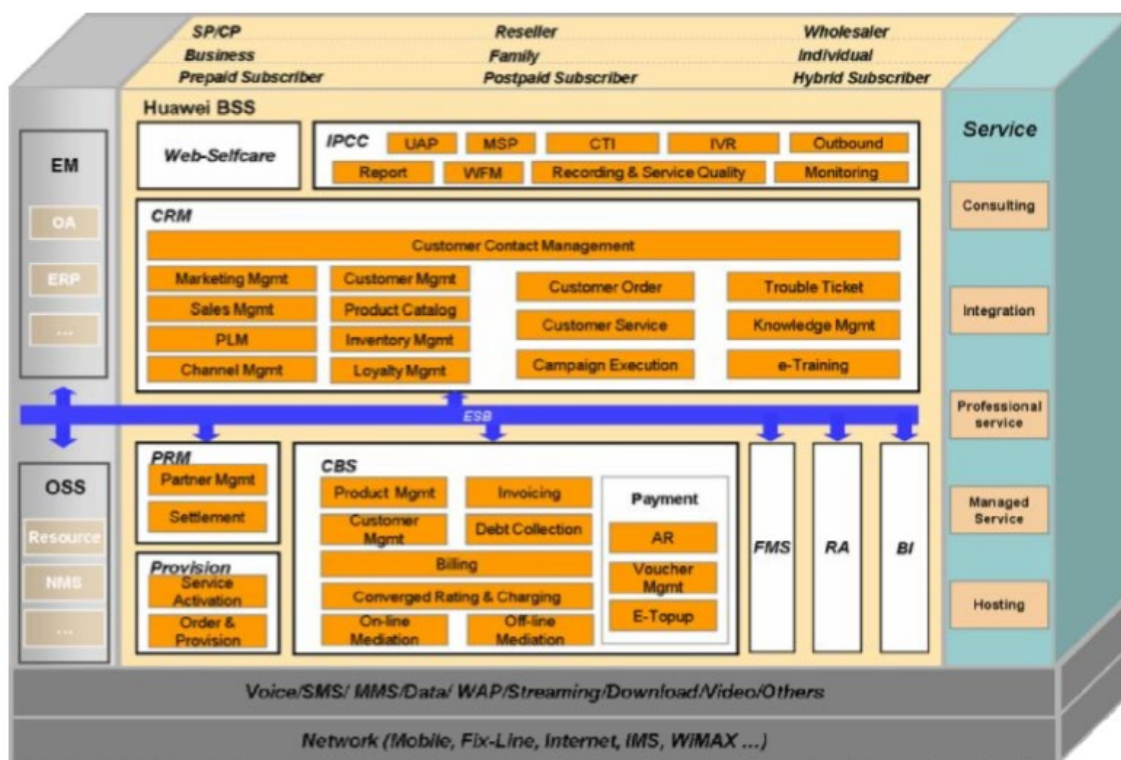 SP/CP Reseller Wholesaler
Business Family Individual
Prepaid Subscriber Postpaid Subscriber Hybrid Subscriber
Huawei BSS
EM
OA
ERP
...
OSS
Resource
NMS
...
Web-Selfcare
IPCC
UAP MSP CTI IVR Outbound
Report WFM Recording & Service Quality Monitoring
CRM
Customer Contact Management
Marketing Mgmt Customer Mgmt Customer Order Trouble Ticket
Sales Mgmt Product Catalog Customer Service Knowledge Mgmt
PLM Inventory Mgmt Campaign Execution e-Training
Channel Mgmt Loyalty Mgmt
ESB
PRM
Partner Mgmt
Settlement
Provision
Service
Activation
Order &
Provision
CBS
Product Mgmt Invoicing
Customer
Mgmt
Debt Collection
Billing
Converged Rating & Charging
On-line
Mediation
Off-line
Mediation
Payment
AR
Voucher
Mgmt
E-Topup
FMS
RA
BI
Service
Consulting
Integration
Professional
service
Managed
Service
Hosting
Voice/SMS/ MMS/Data/ WAP/Streaming/Download/Video/Others
Network (Mobile, Fix-Line, Internet, IMS, WiMAX ...)